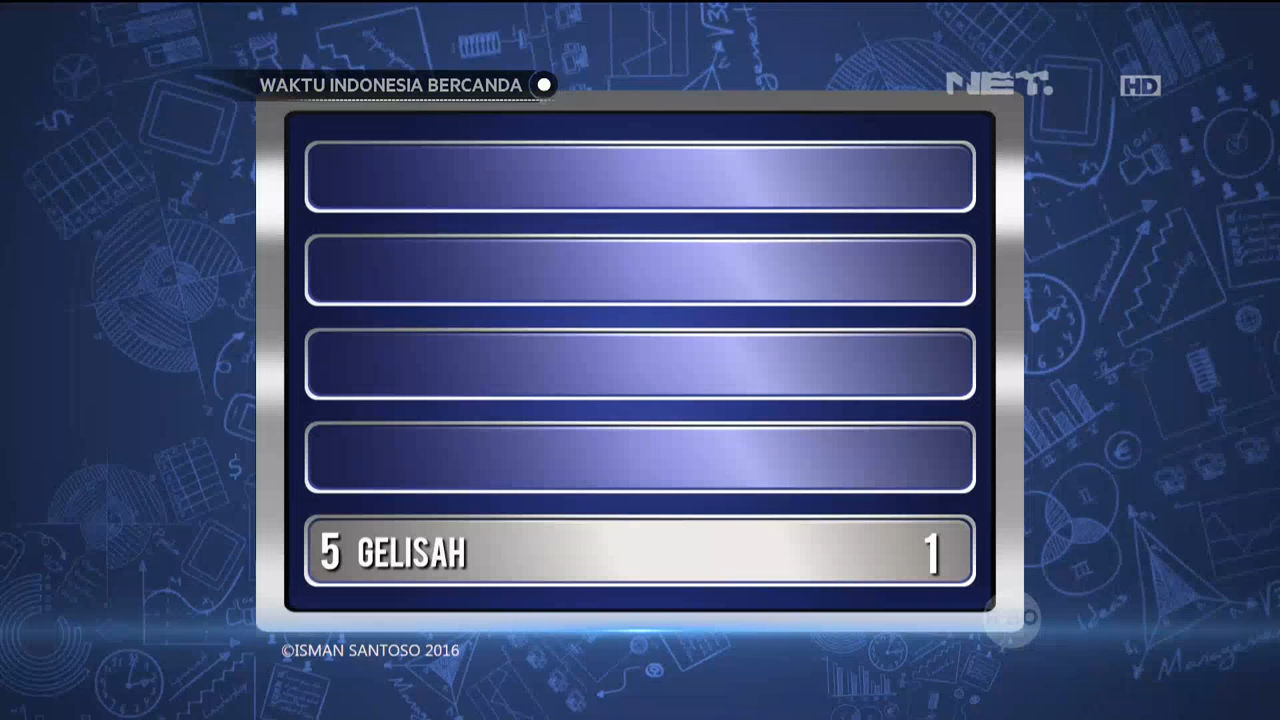 WAKTU INDONESIA BERCANDA
NET.
HD
5 GELISAH 1
©ISMAN SANTOSO 2016